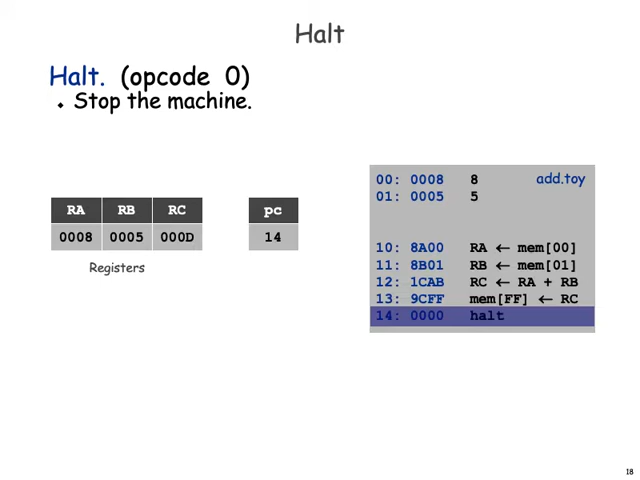 Halt
Halt. (opcode 0)
◆ Stop the machine.
RA RB RC
0008 0005 000D
Registers
pc
14
00: 0008 8 add.toy
01: 0005 5
10: 8A00 RA ← mem[00]
11: 8B01 RB ← mem[01]
12: 1CAB RC ← RA + RB
13: 9CFF mem[FF] ← RC
14: 0000 halt
18